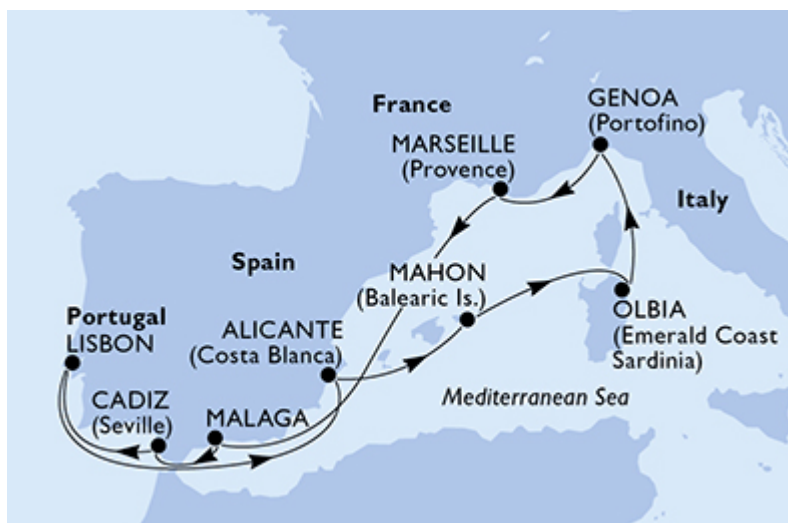 France
GENOA
(Portofino)
MARSEILLE
(Provence)
Italy
Spain
MAHON
(Balearic Is.)
Portugal
LISBON
ALICANTE
(Costa Blanca)
OLBIA
(Emerald Coast
Sardinia)
CADIZ
(Seville)
MALAGA
Mediterranean Sea